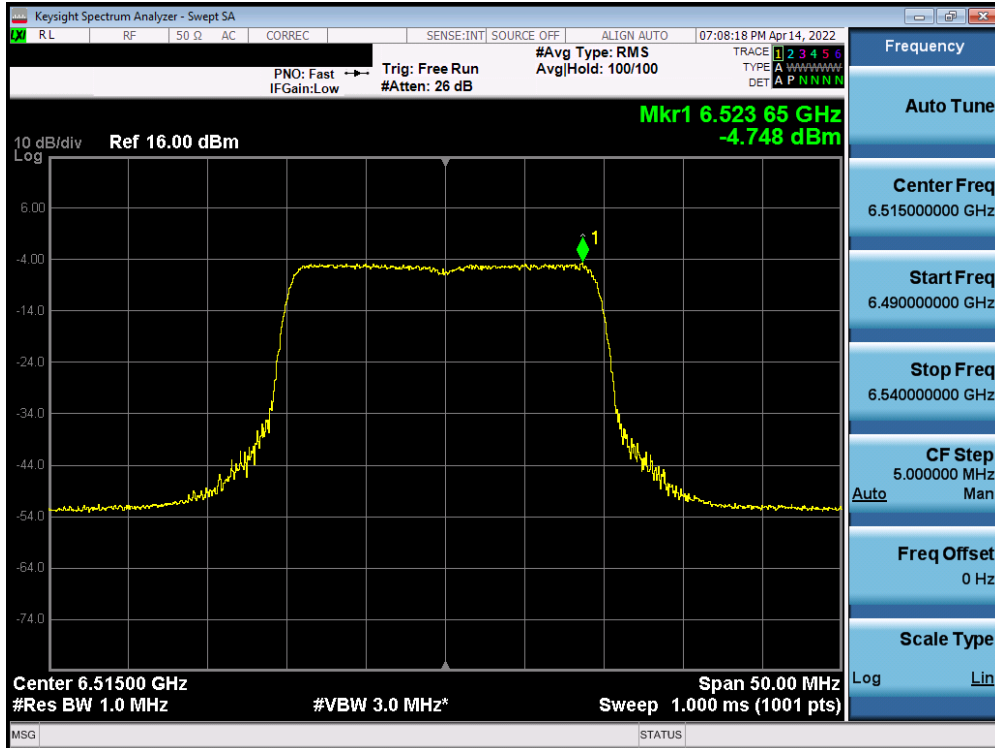 Keysight Spectrum Analyzer - Swept SA
LXI RL RF 50 Ω AC CORREC SENSE:INT SOURCE OFF ALIGN AUTO 07:08:18 PM Apr 14, 2022
Frequency
PNO: Fast
IFGain:Low
Trig: Free Run
#Atten: 26 dB
#Avg Type: RMS
Avg|Hold: 100/100
TRACE 1 2 3 4 5 6
TYPE A WWWWW
DET A P N N N N
Mkr1 6.523 65 GHz
-4.748 dBm
10 dB/div Ref 16.00 dBm
Log
6.00
-4.00
-14.0
-24.0
-34.0
-44.0
-54.0
-64.0
-74.0
1
Center 6.51500 GHz
Span 50.00 MHz
#Res BW 1.0 MHz
#VBW 3.0 MHz*
Sweep 1.000 ms (1001 pts)
MSG
STATUS
Auto Tune
Center Freq
6.515000000 GHz
Start Freq
6.490000000 GHz
Stop Freq
6.540000000 GHz
CF Step
5.000000 MHz
Auto Man
Freq Offset
0 Hz
Scale Type
Log Lin